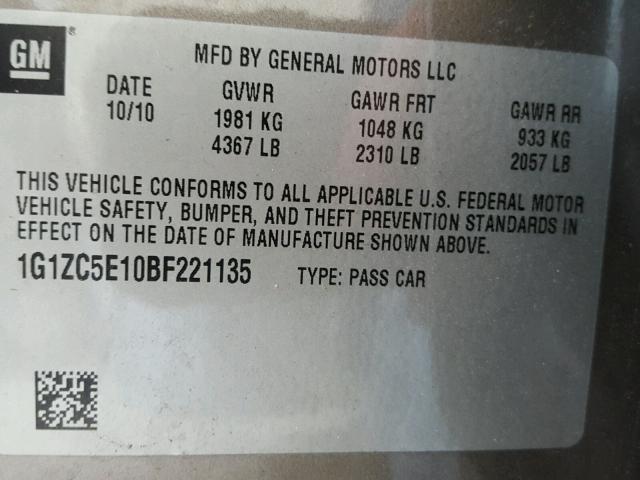 GM®
MFD BY GENERAL MOTORS LLC
DATE GVWR GAWR FRT GAWR RR
10/10 1981 KG 1048 KG 933 KG
4367 LB 2310 LB 2057 LB
THIS VEHICLE CONFORMS TO ALL APPLICABLE U.S. FEDERAL MOTOR
VEHICLE SAFETY, BUMPER, AND THEFT PREVENTION STANDARDS IN
EFFECT ON THE DATE OF MANUFACTURE SHOWN ABOVE.
1G1ZC5E10BF221135 TYPE: PASS CAR